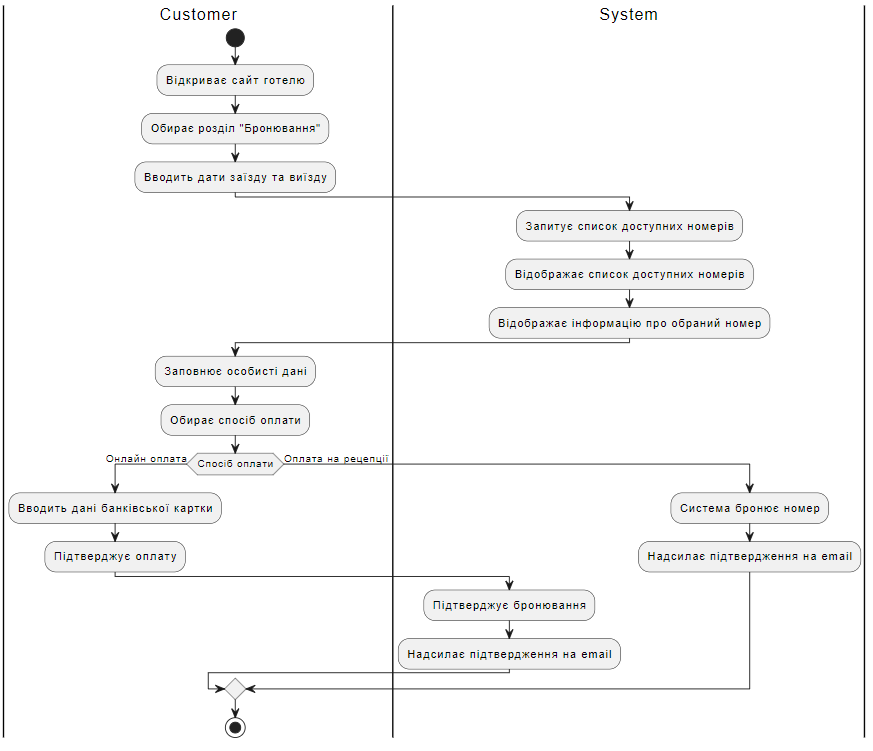 Customer
System
Відкриває сайт готелю
Обирає розділ "Бронювання"
Вводить дати заїзду та виїзду
Запитує список доступних номерів
Відображає список доступних номерів
Відображає інформацію про обраний номер
Заповнює особисті дані
Обирає спосіб оплати
Онлайн оплата
Спосіб оплати
Оплата на рецепції
Вводить дані банківської картки
Система бронює номер
Підтверджує оплату
Надсилає підтвердження на email
Підтверджує бронювання
Надсилає підтвердження на email